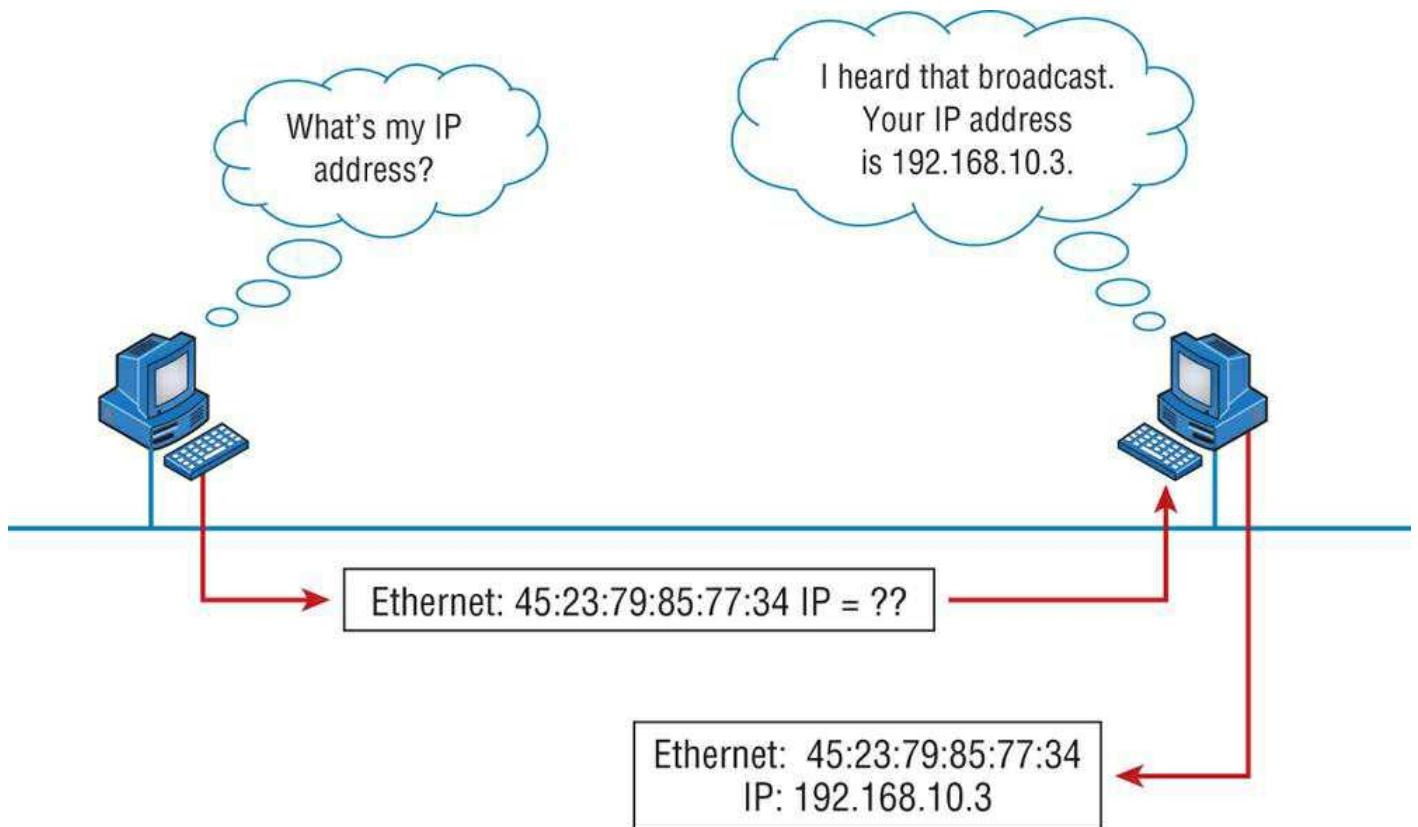 What's my IP
address?
I heard that broadcast.
Your IP address
is 192.168.10.3.
Ethernet: 45:23:79:85:77:34 IP = ??
Ethernet: 45:23:79:85:77:34
IP: 192.168.10.3